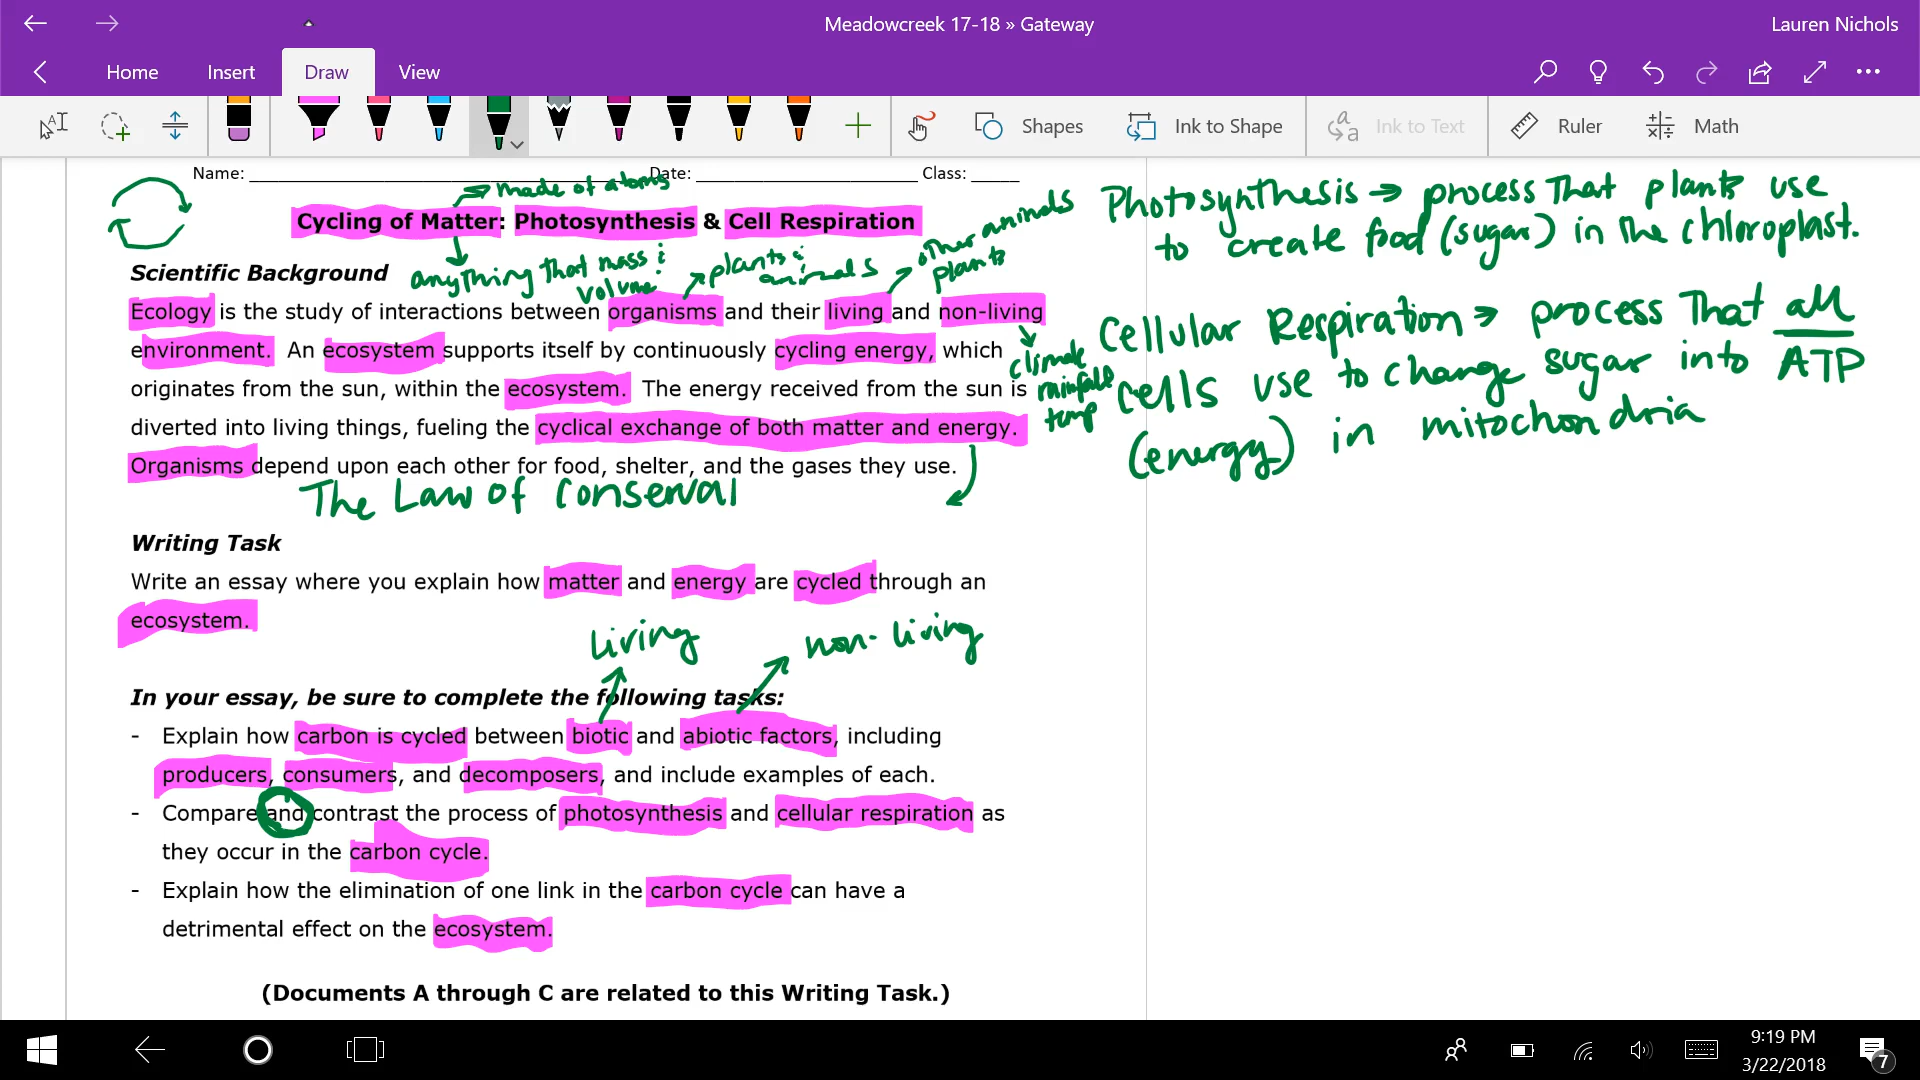 Meadowcreek 17-18 » Gateway
Lauren Nichols
Home Insert Draw View
Shapes Ink to Shape Ink to Text Ruler Math
Name: Date: Class:
made of atoms
Cycling of Matter: Photosynthesis & Cell Respiration
Scientific Background
anything that mass &
volume
plants &
animals
other animals
plants
Ecology is the study of interactions between organisms and their living and non-living
environment. An ecosystem supports itself by continuously cycling energy, which
originates from the sun, within the ecosystem. The energy received from the sun is
diverted into living things, fueling the cyclical exchange of both matter and energy.
Organisms depend upon each other for food, shelter, and the gases they use.
climate
rainfall
temp
The Law of Conserval
Writing Task
Write an essay where you explain how matter and energy are cycled through an
ecosystem.
living
non-living
In your essay, be sure to complete the following tasks:
- Explain how carbon is cycled between biotic and abiotic factors, including
producers, consumers, and decomposers, and include examples of each.
- Compare and contrast the process of photosynthesis and cellular respiration as
they occur in the carbon cycle.
- Explain how the elimination of one link in the carbon cycle can have a
detrimental effect on the ecosystem.
(Documents A through C are related to this Writing Task.)
Photosynthesis → process that plants use
to create food (sugar) in the chloroplast.
Cellular Respiration → process that all
cells use to change sugar into ATP
(energy) in mitochondria
9:19 PM
3/22/2018
7